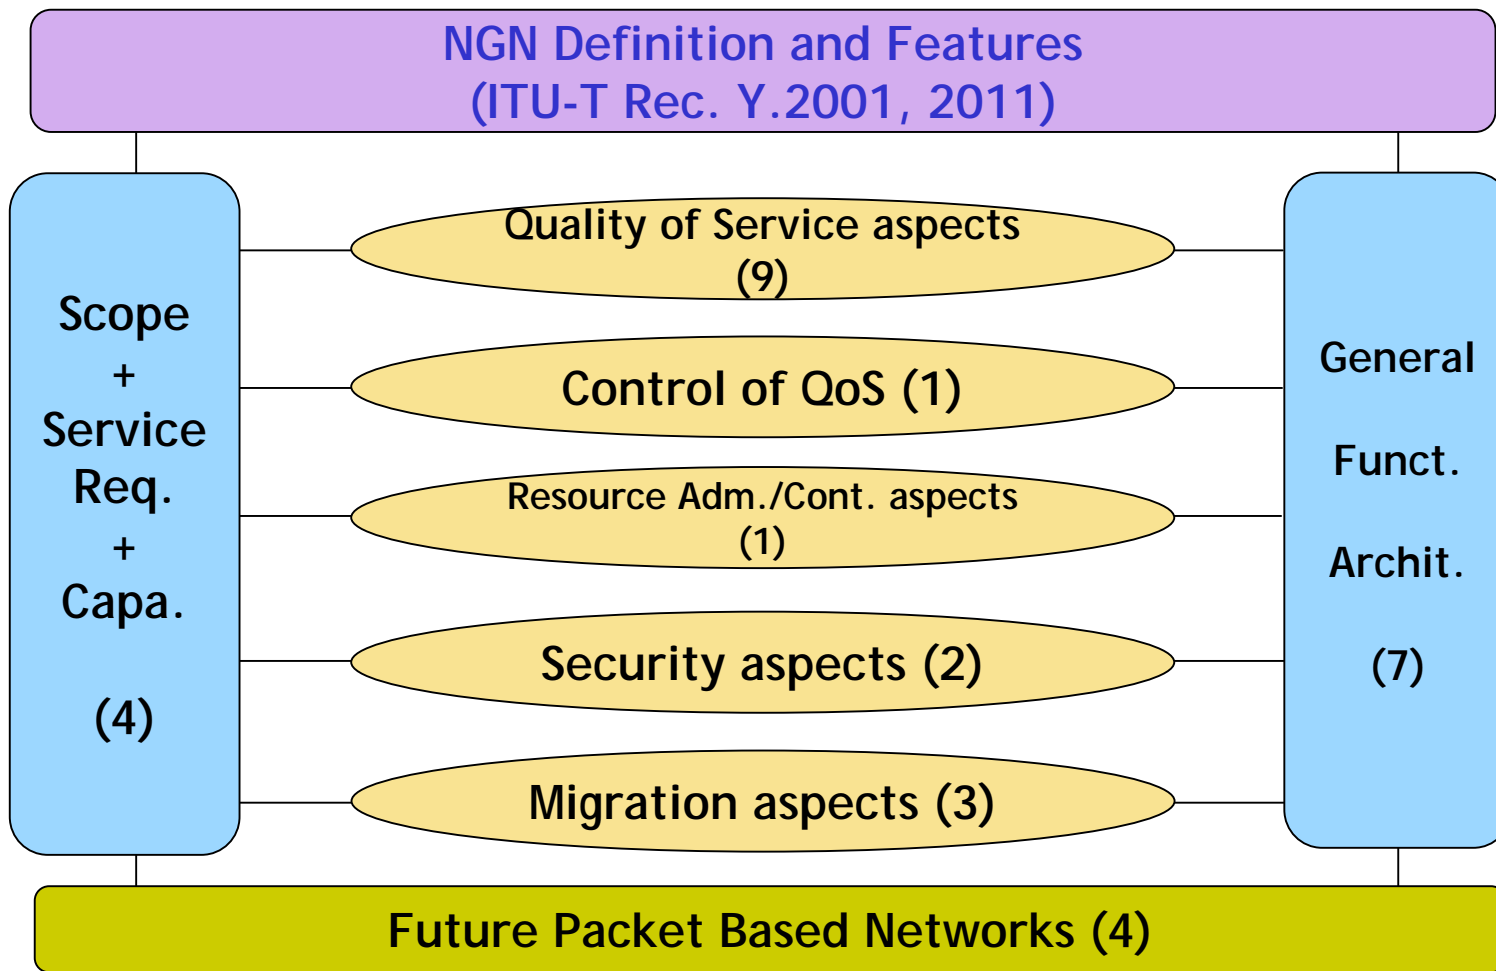 NGN Definition and Features
(ITU-T Rec. Y.2001, 2011)
Scope
+
Service
Req.
+
Capa.
(4)
Quality of Service aspects
(9)
Control of QoS (1)
Resource Adm./Cont. aspects
(1)
Security aspects (2)
Migration aspects (3)
General
Funct.
Archit.
(7)
Future Packet Based Networks (4)